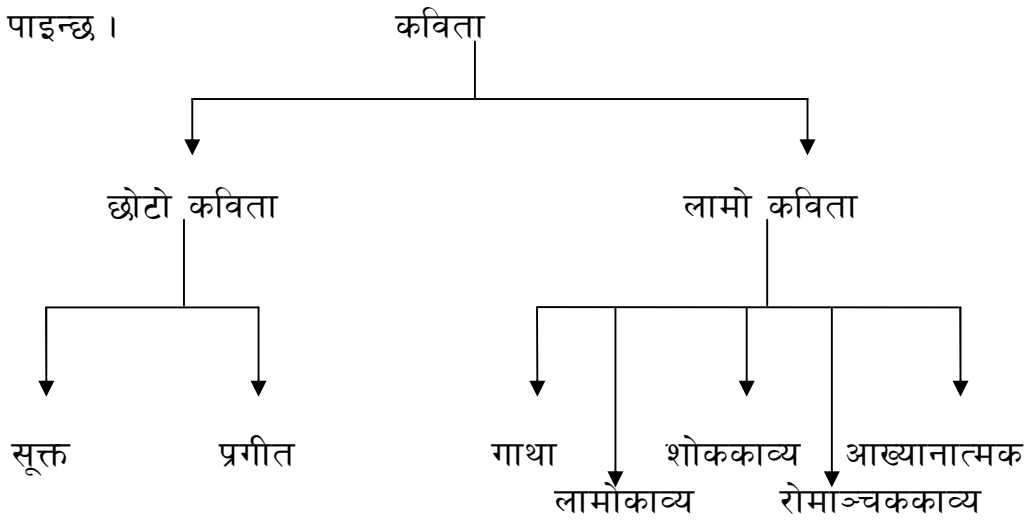 पाइन्छ । कविता
छोटो कविता लामो कविता
सूक्त प्रगीत गाथा शोककाव्य आख्यानात्मक
लामोकाव्य रोमाञ्चककाव्य